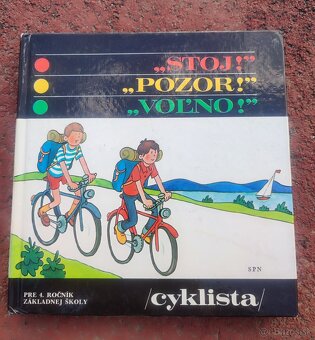 „STOJ!”
„POZOR!”
„VOĽNO!”
SPN
PRE 4. ROČNÍK
ZÁKLADNEJ ŠKOLY
/cyklista/